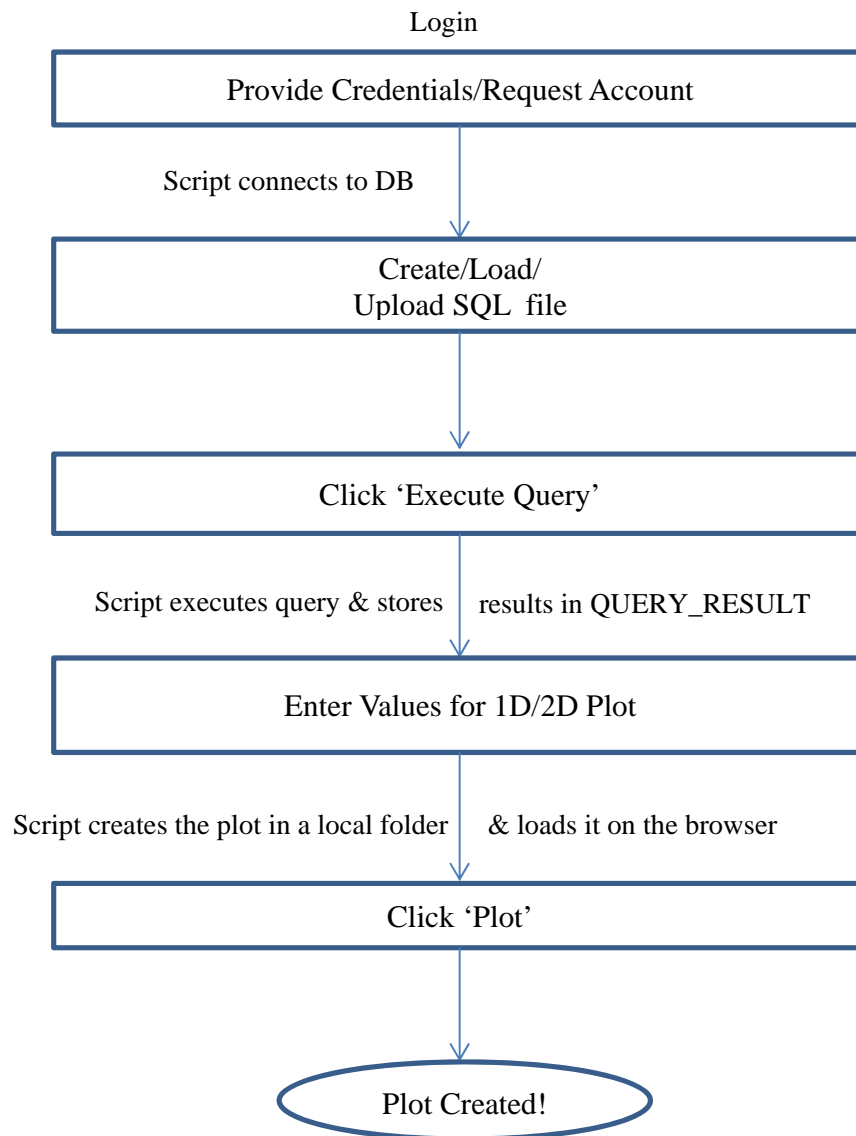 Login
Provide Credentials/Request Account
Script connects to DB
Create/Load/
Upload SQL file
Click ‘Execute Query’
Script executes query & stores results in QUERY_RESULT
Enter Values for 1D/2D Plot
Script creates the plot in a local folder & loads it on the browser
Click ‘Plot’
Plot Created!